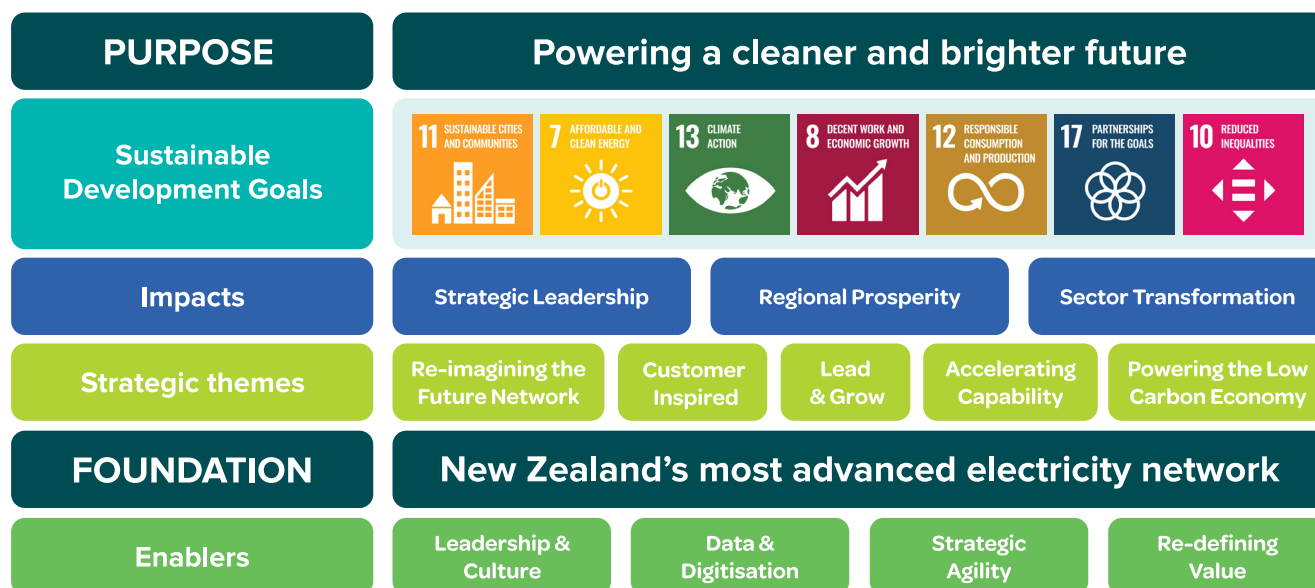 PURPOSE
Powering a cleaner and brighter future
Sustainable
Development Goals
11 SUSTAINABLE CITIES
AND COMMUNITIES
7 AFFORDABLE AND
CLEAN ENERGY
13 CLIMATE
ACTION
8 DECENT WORK AND
ECONOMIC GROWTH
12 RESPONSIBLE
CONSUMPTION
AND PRODUCTION
17 PARTNERSHIPS
FOR THE GOALS
10 REDUCED
INEQUALITIES
Impacts
Strategic Leadership
Regional Prosperity
Sector Transformation
Strategic themes
Re-imagining the
Future Network
Customer
Inspired
Lead
& Grow
Accelerating
Capability
Powering the Low
Carbon Economy
FOUNDATION
New Zealand’s most advanced electricity network
Enablers
Leadership &
Culture
Data &
Digitisation
Strategic
Agility
Re-defining
Value